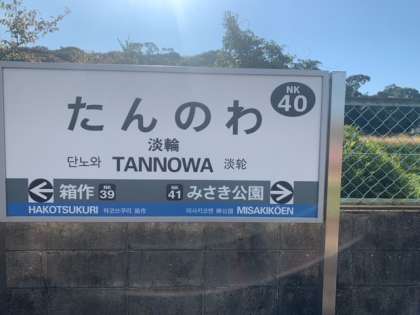 たんのわ
NK
40
淡輪
단노와 TANNOWA 淡轮
箱作 NK 39 NK 41 みさき公園
HAKOTSUKURI 하코츠쿠리 箱作 미사키코엔 岬公园 MISAKIKŌEN